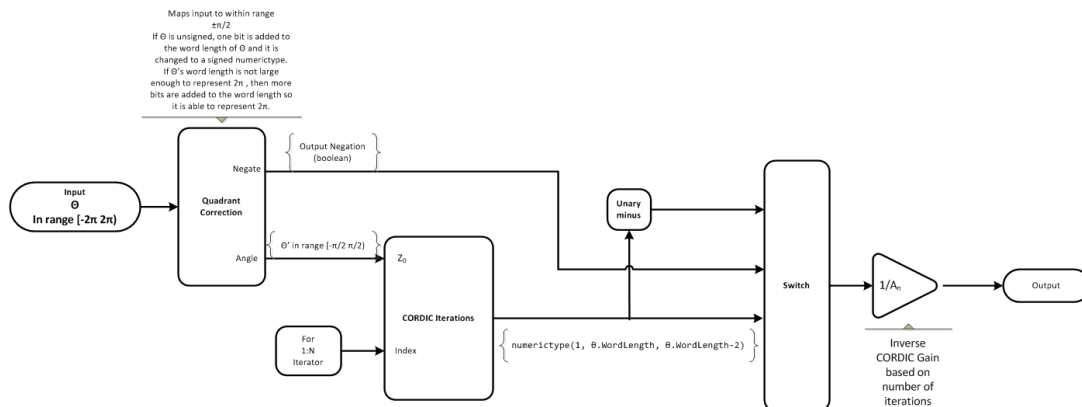 Maps input to within range
±π/2
If Θ is unsigned, one bit is added to
the word length of Θ and it is
changed to a signed numerictype.
If Θ’s word length is not large
enough to represent 2π , then more
bits are added to the word length so
it is able to represent 2π.
Input
Θ
In range [-2π 2π)
Quadrant
Correction
Negate
Angle
Output Negation
(boolean)
Θ’ in range [-π/2 π/2)
For
1:N
Iterator
Z0
CORDIC Iterations
Index
Unary
minus
numerictype(1, θ.WordLength, θ.WordLength-2)
Switch
1/An
Inverse
CORDIC Gain
based on
number of
iterations
Output